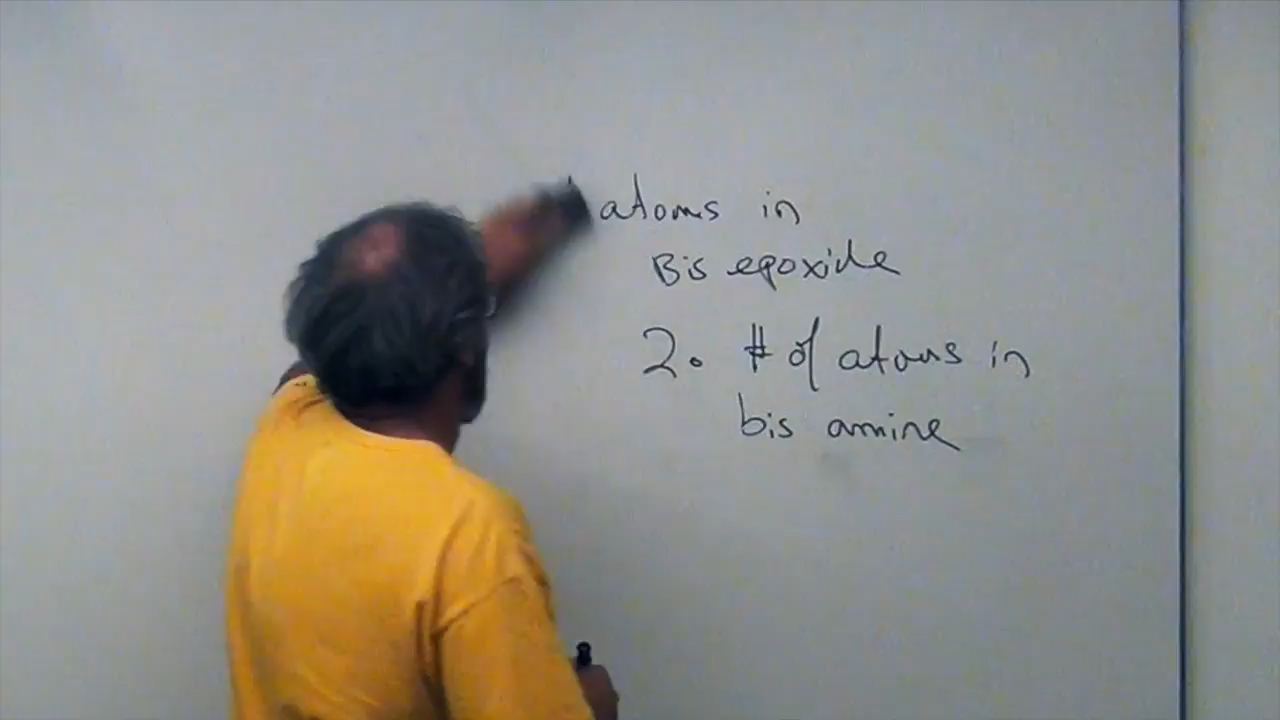 atoms in
Bis epoxide
2. # of atoms in
bis amine